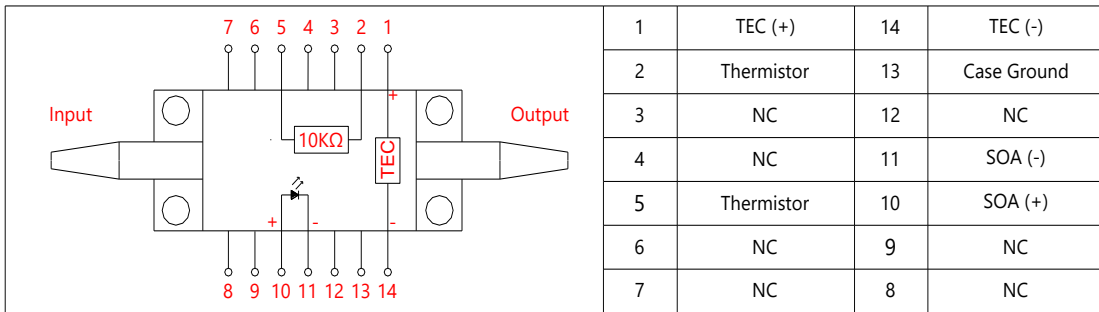 7 6 5 4 3 2 1
+
Input
Output
10KΩ
TEC
+ - -
8 9 10 11 12 13 14
1 TEC (+) 14 TEC (-)
2 Thermistor 13 Case Ground
3 NC 12 NC
4 NC 11 SOA (-)
5 Thermistor 10 SOA (+)
6 NC 9 NC
7 NC 8 NC